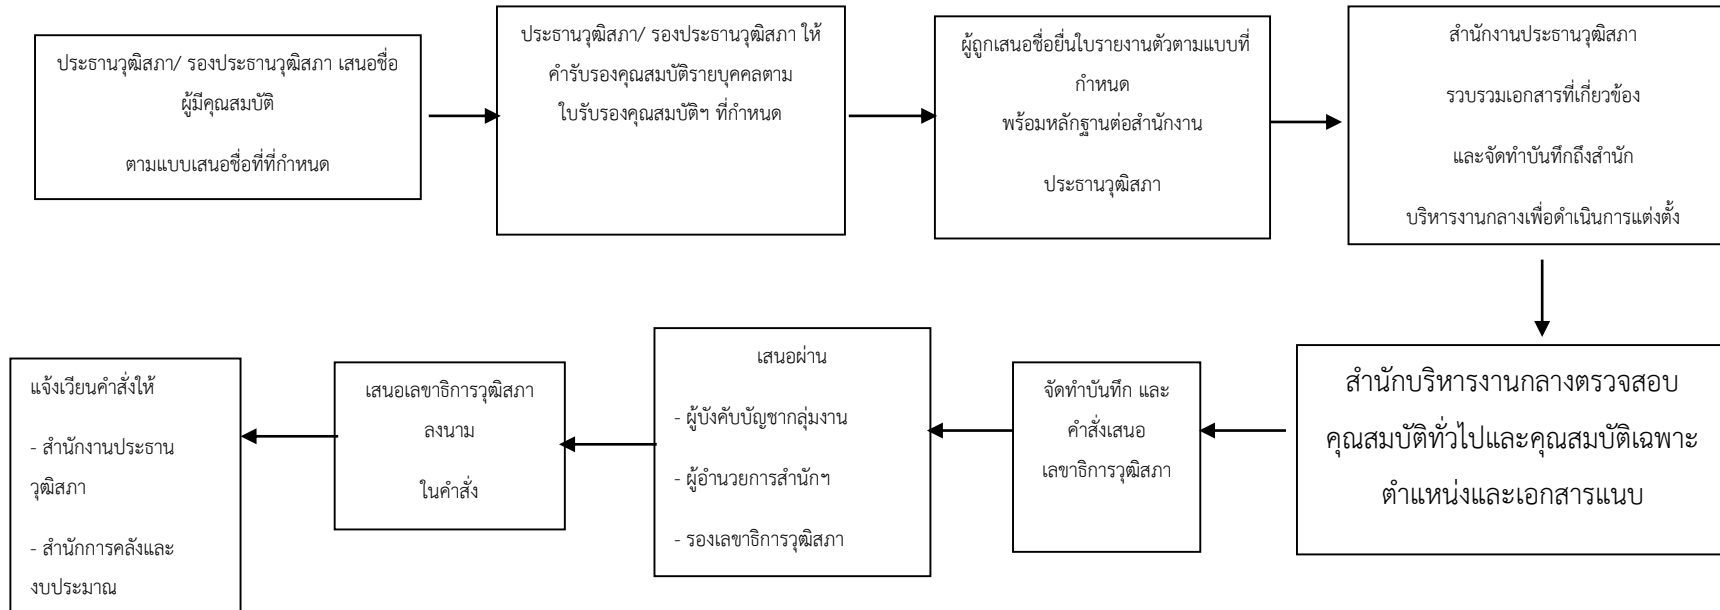 ประธานวุฒิสภา/ รองประธานวุฒิสภา เสนอชื่อ
ผู้มีคุณสมบัติ
ตามแบบเสนอชื่อที่ที่กำหนด
ประธานวุฒิสภา/ รองประธานวุฒิสภา ให้
คำรับรองคุณสมบัติรายบุคคลตาม
ใบรับรองคุณสมบัติฯ ที่กำหนด
ผู้ถูกเสนอชื่อยื่นใบรายงานตัวตามแบบที่
กำหนด
พร้อมหลักฐานต่อสำนักงาน
ประธานวุฒิสภา
สำนักงานประธานวุฒิสภา
รวบรวมเอกสารที่เกี่ยวข้อง
และจัดทำบันทึกถึงสำนัก
บริหารงานกลางเพื่อดำเนินการแต่งตั้ง
สำนักบริหารงานกลางตรวจสอบ
คุณสมบัติทั่วไปและคุณสมบัติเฉพาะ
ตำแหน่งและเอกสารแนบ
จัดทำบันทึก และ
คำสั่งเสนอ
เลขาธิการวุฒิสภา
เสนอผ่าน
- ผู้บังคับบัญชากลุ่มงาน
- ผู้อำนวยการสำนักฯ
- รองเลขาธิการวุฒิสภา
เสนอเลขาธิการวุฒิสภา
ลงนาม
ในคำสั่ง
แจ้งเวียนคำสั่งให้
- สำนักงานประธาน
วุฒิสภา
- สำนักการคลังและ
งบประมาณ